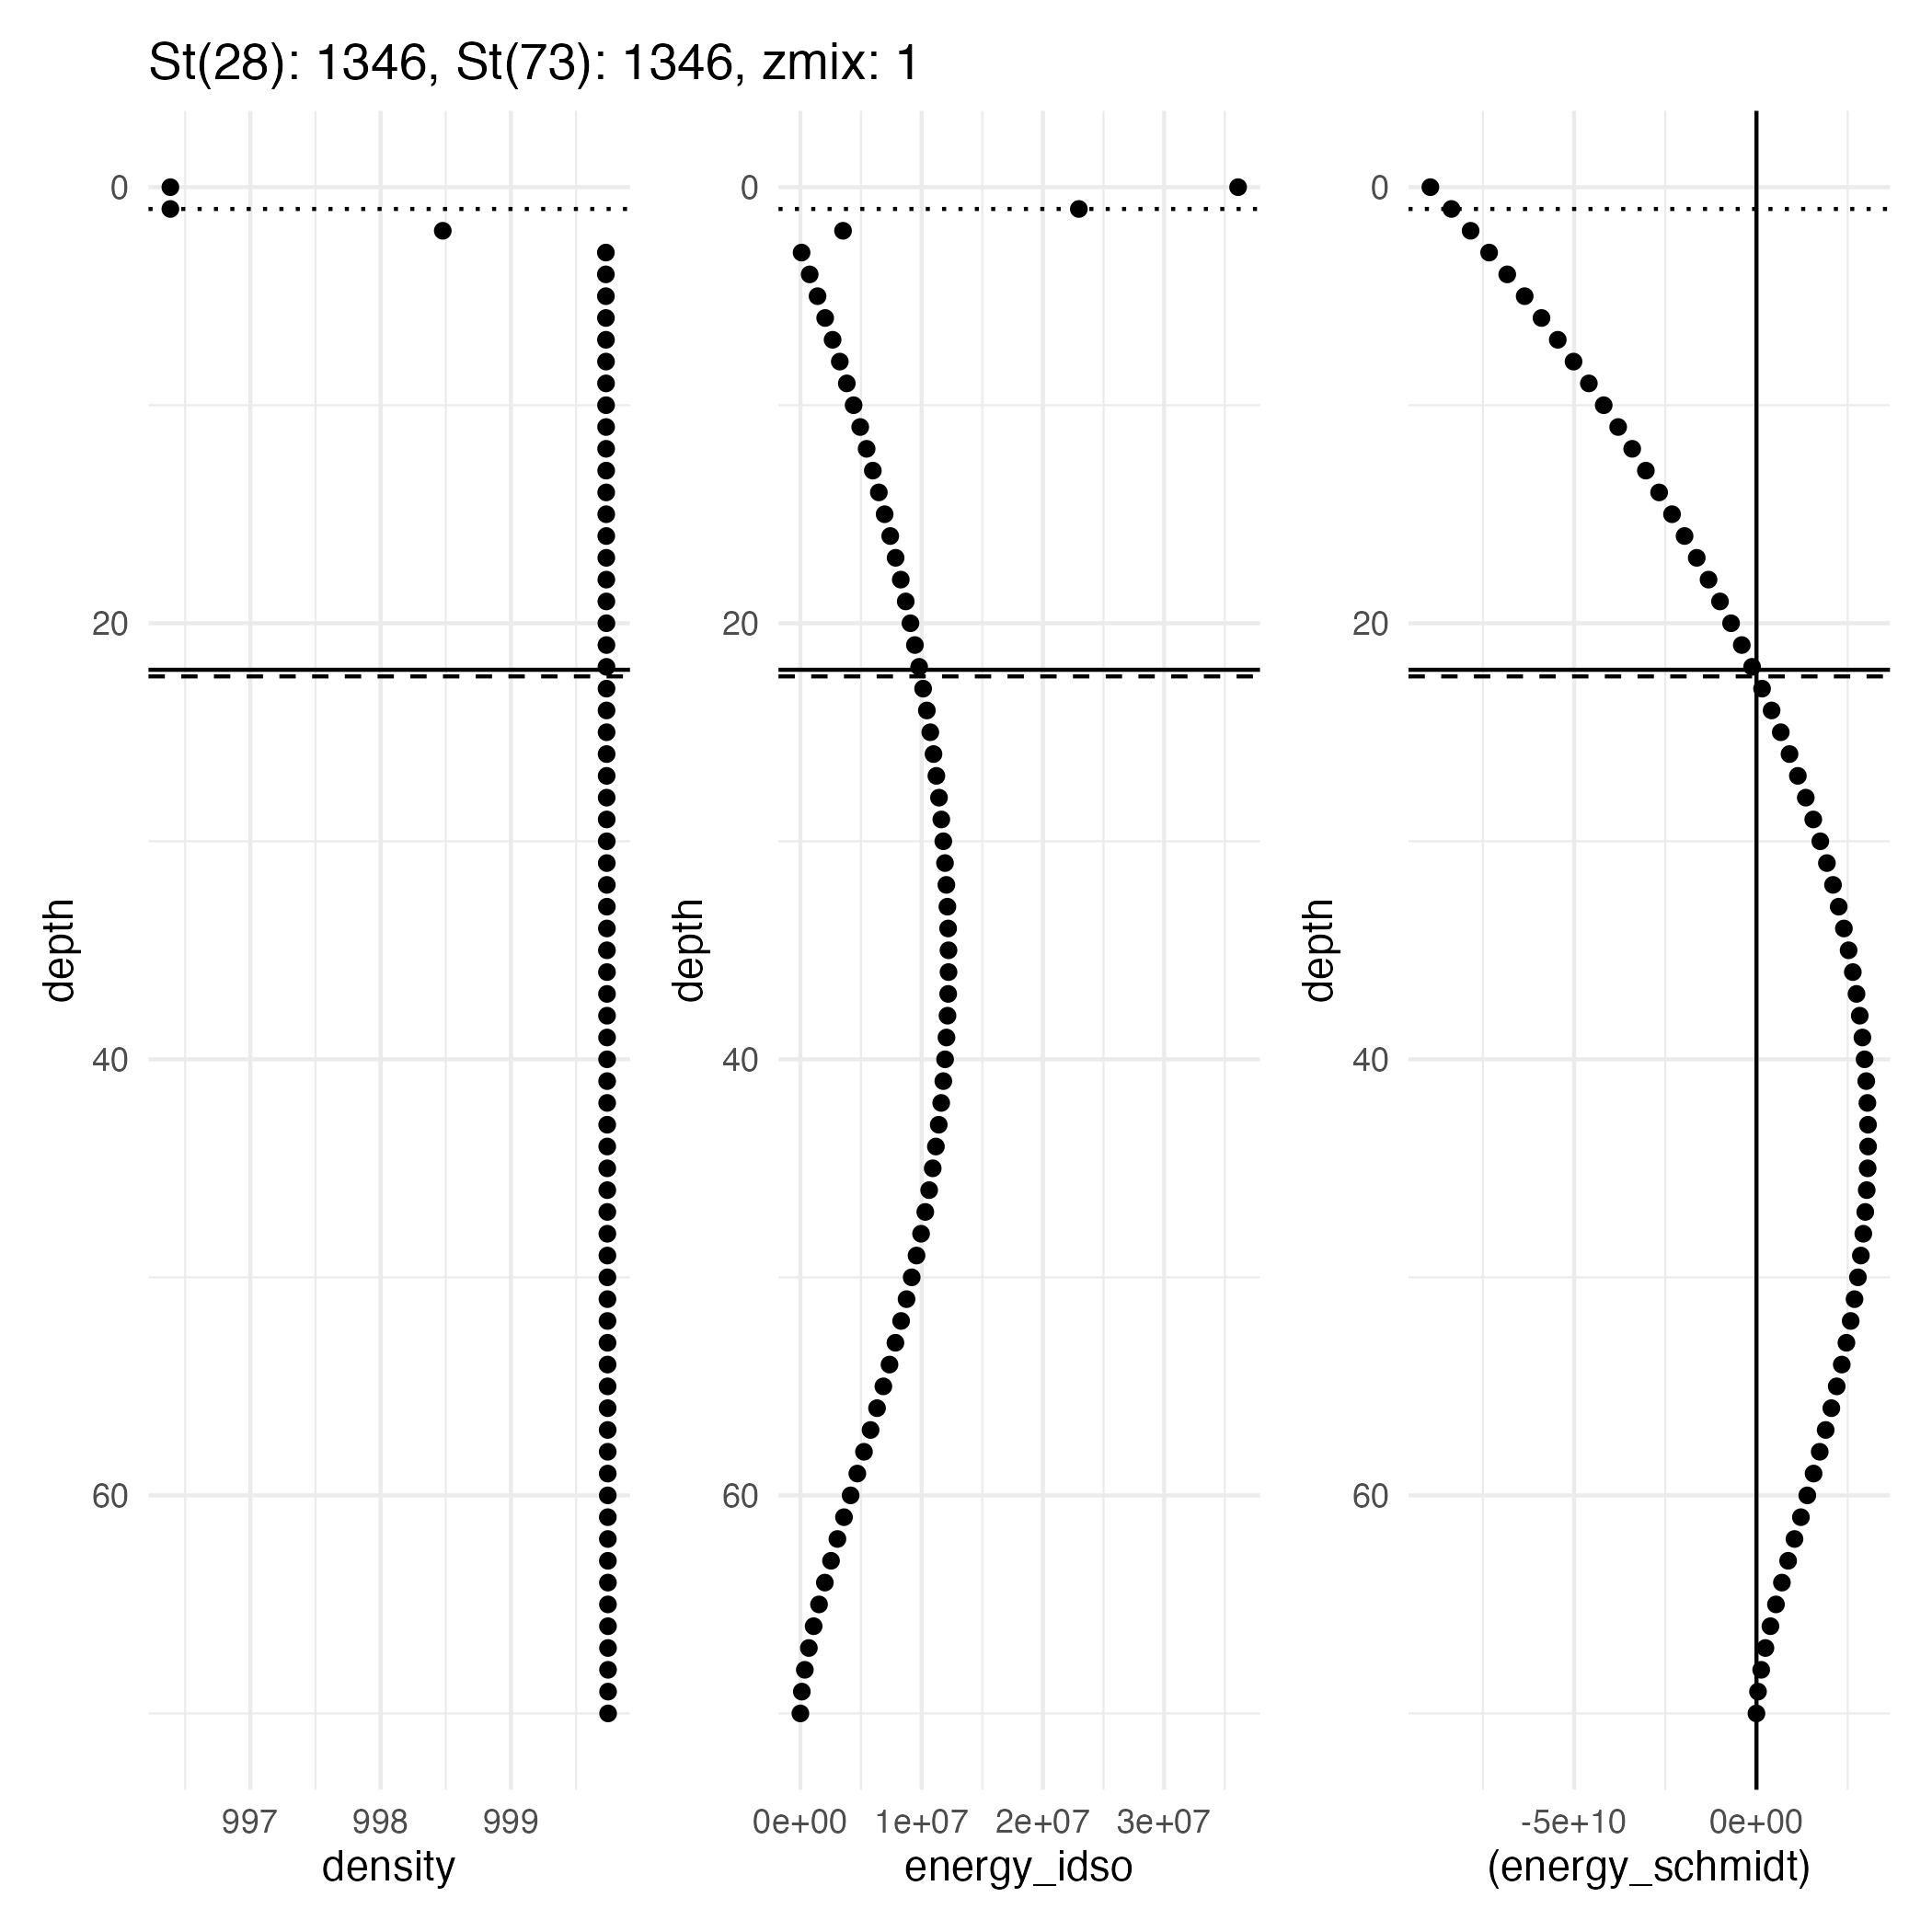 St(28): 1346, St(73): 1346, zmix: 1
0
20
40
60
depth
997 998 999
density
0
20
40
60
depth
0e+00 1e+07 2e+07 3e+07
energy_idso
0
20
40
60
depth
-5e+10 0e+00
(energy_schmidt)